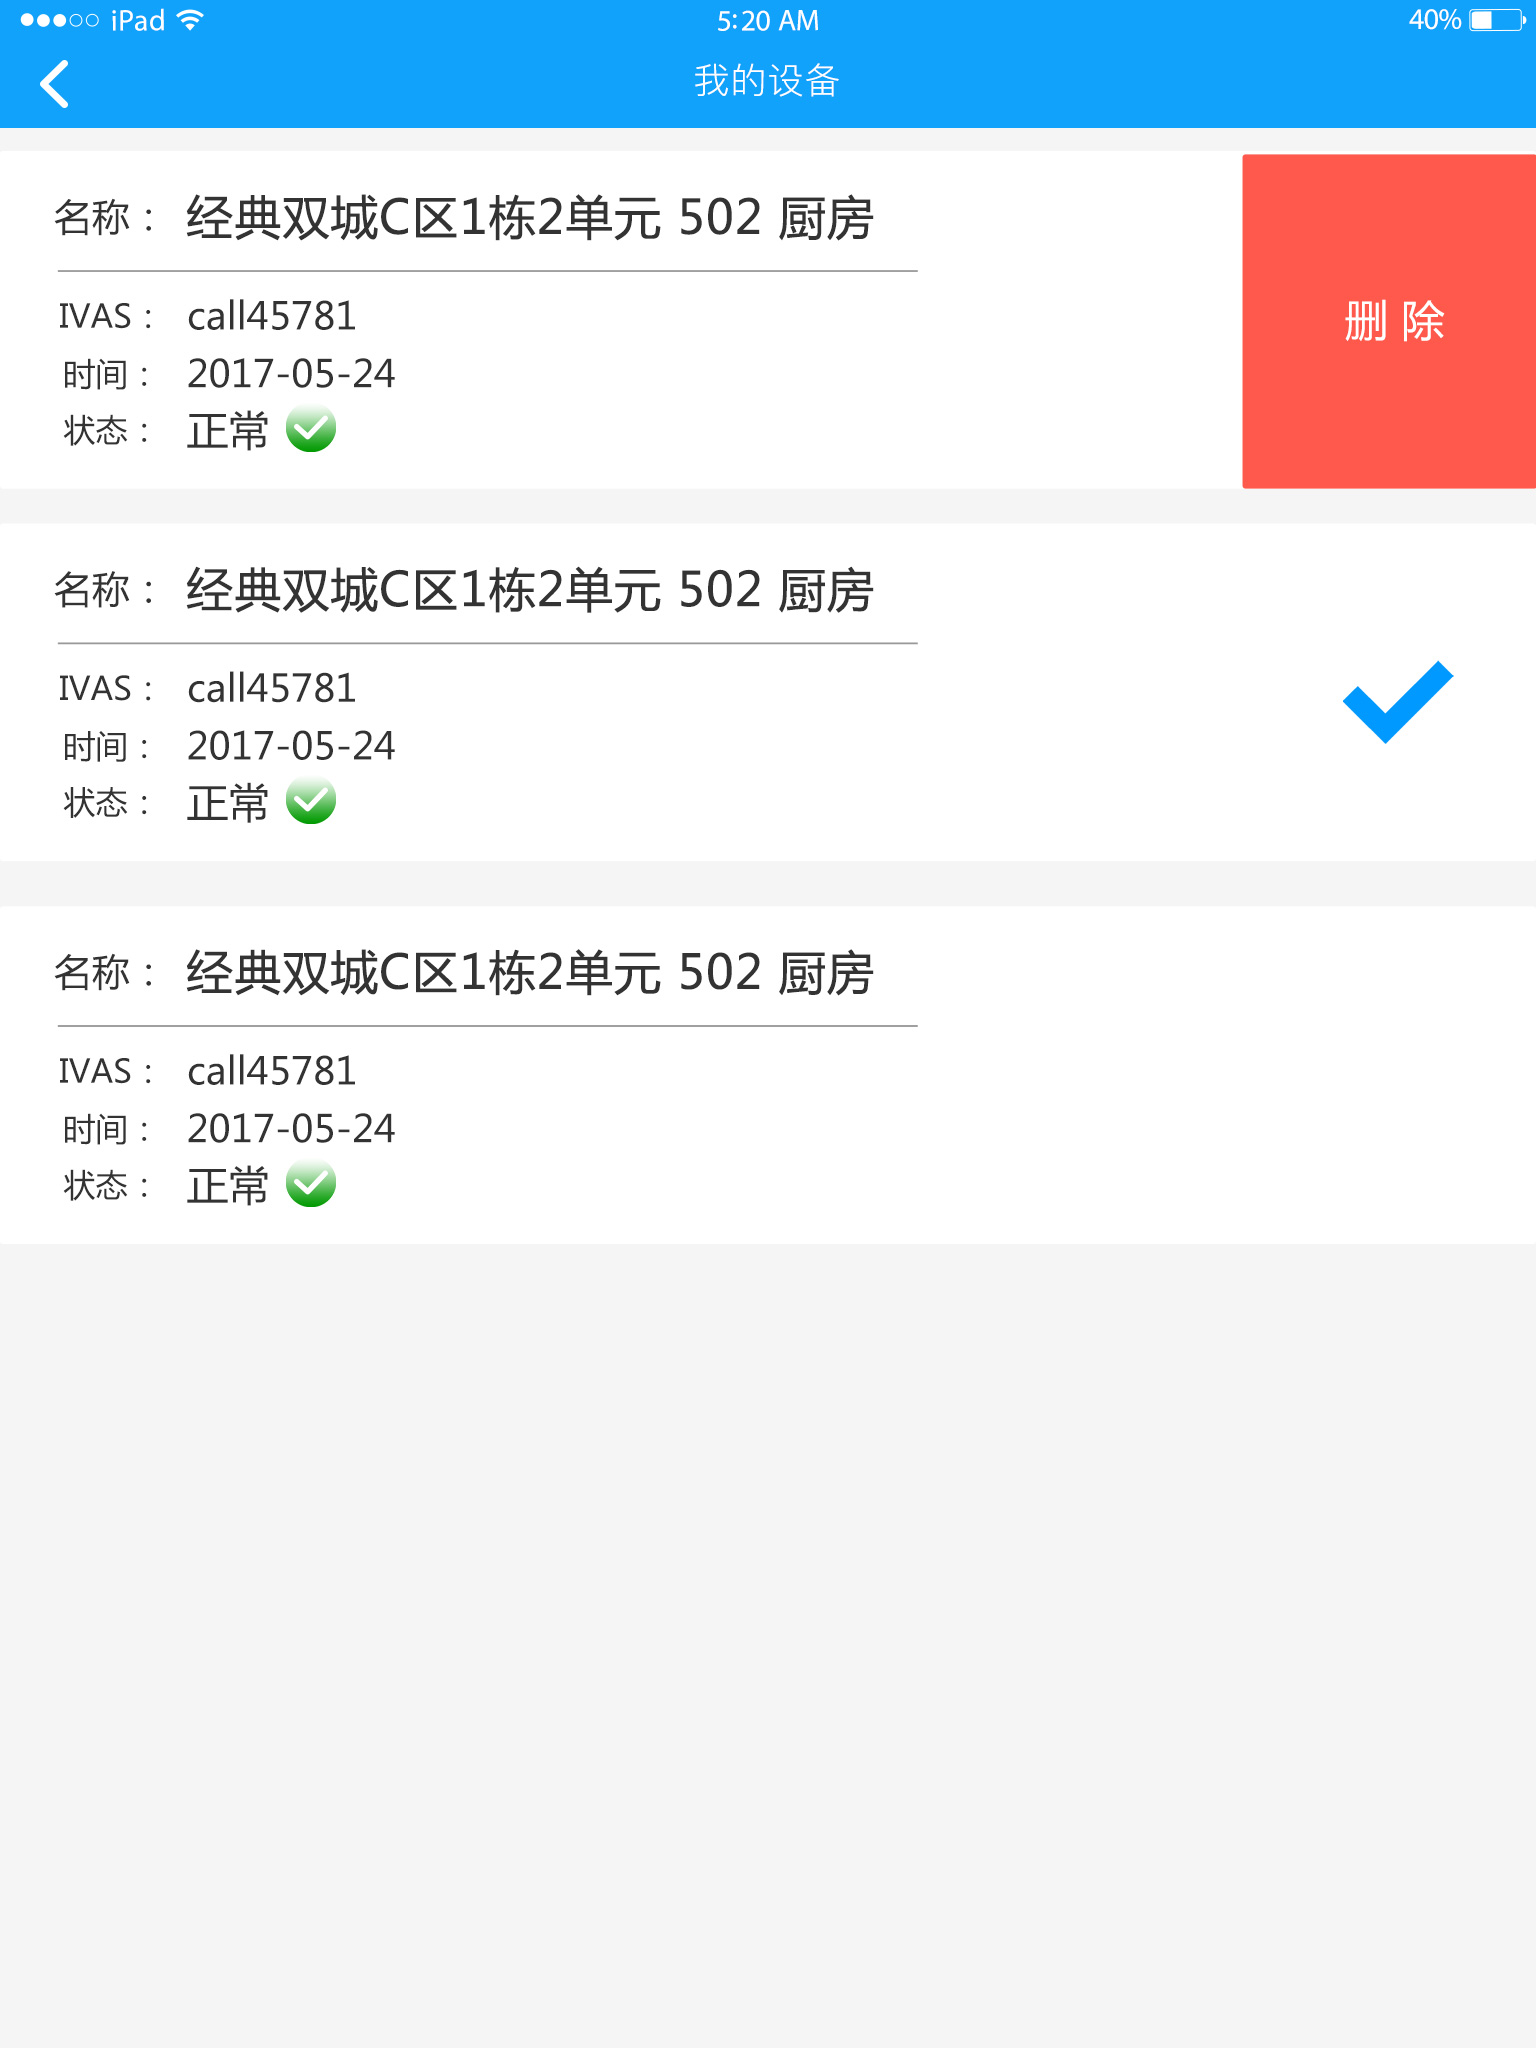 iPad 5:20 AM 40%
我的设备
名称： 经典双城C区1栋2单元 502 厨房
IVAS： call45781
时间： 2017-05-24
状态： 正常
删 除
名称： 经典双城C区1栋2单元 502 厨房
IVAS： call45781
时间： 2017-05-24
状态： 正常
名称： 经典双城C区1栋2单元 502 厨房
IVAS： call45781
时间： 2017-05-24
状态： 正常